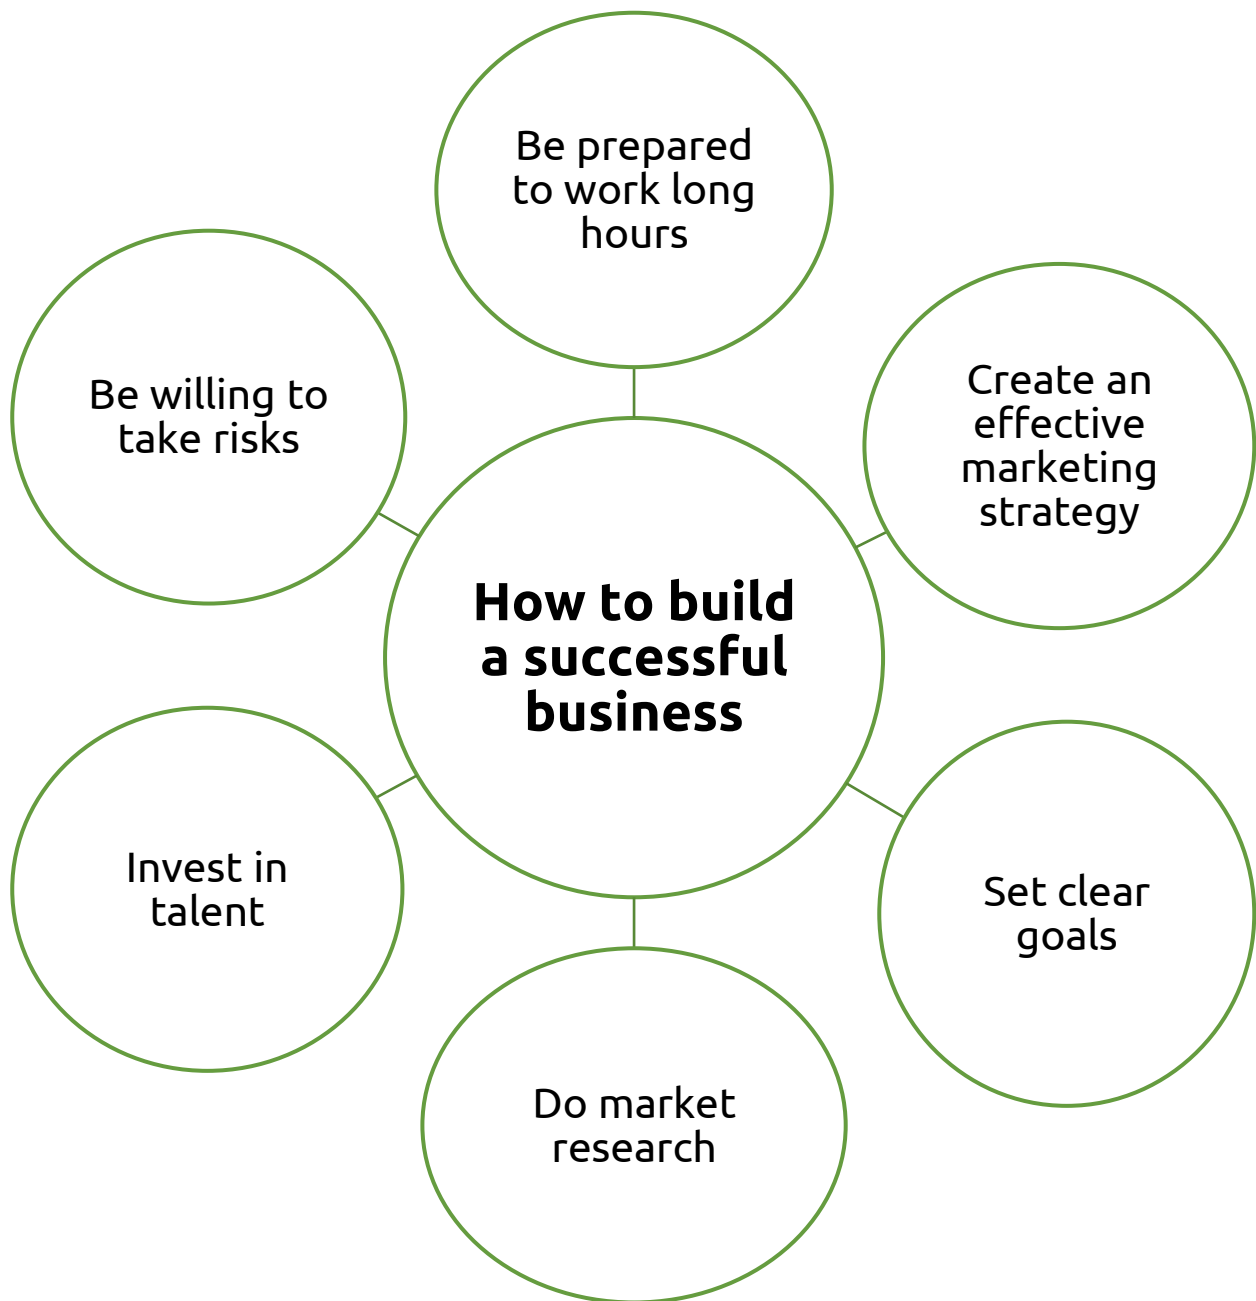 Be prepared
to work long
hours
Be willing to
take risks
Create an
effective
marketing
strategy
How to build
a successful
business
Invest in
talent
Set clear
goals
Do market
research